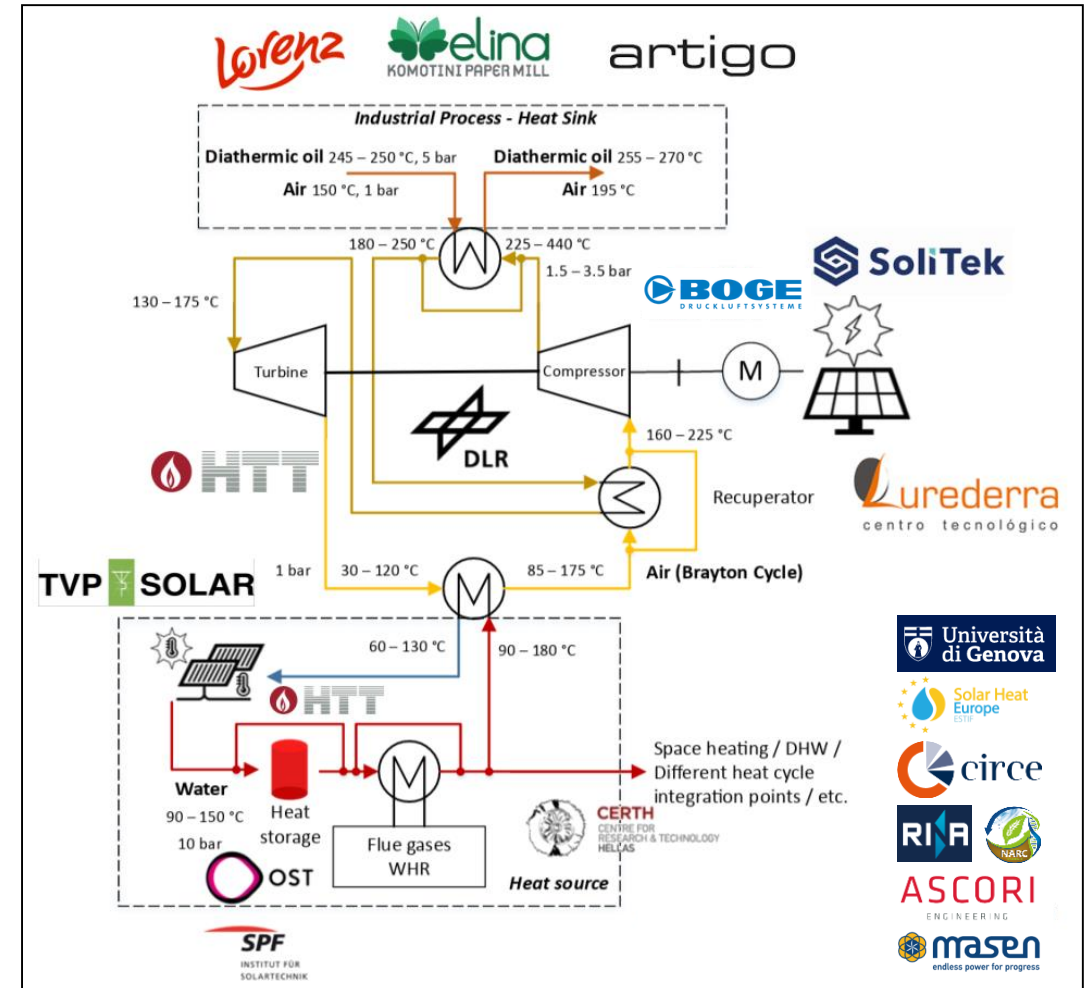 Lorenz
elina
KOMOTINI PAPER MILL
artigo
Industrial Process - Heat Sink
Diathermic oil 245 – 250 °C, 5 bar
Diathermic oil 255 – 270 °C
Air 150 °C, 1 bar
Air 195 °C
180 – 250 °C
225 – 440 °C
1.5 – 3.5 bar
SoliTek
BOGE
DRUCKLUFTSYSTEME
130 – 175 °C
Turbine
Compressor
M
DLR
160 – 225 °C
HTT
Recuperator
Lurederra
centro tecnológico
TVP SOLAR
1 bar
30 – 120 °C
85 – 175 °C
Air (Brayton Cycle)
60 – 130 °C
90 – 180 °C
HTT
Water
90 – 150 °C
10 bar
Heat
storage
Flue gases
WHR
Space heating / DHW /
Different heat cycle
integration points / etc.
CERTH
CENTRE FOR
RESEARCH & TECHNOLOGY
HELLAS
OST
Heat source
SPF
INSTITUT FÜR
SOLARTECHNIK
Università
di Genova
Solar Heat
Europe
ESTIF
circe
RINA
NARC
ASCORI
ENGINEERING
masen
endless power for progress